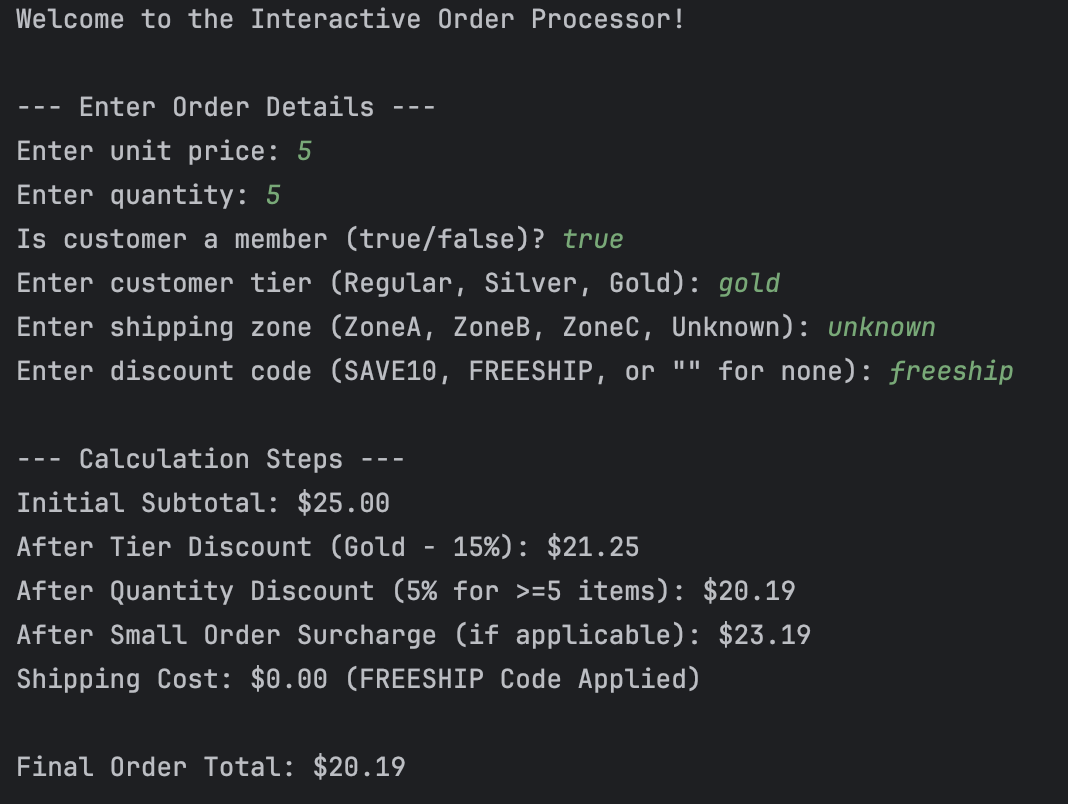 Welcome to the Interactive Order Processor!
--- Enter Order Details ---
Enter unit price: 5
Enter quantity: 5
Is customer a member (true/false)? true
Enter customer tier (Regular, Silver, Gold): gold
Enter shipping zone (ZoneA, ZoneB, ZoneC, Unknown): unknown
Enter discount code (SAVE10, FREESHIP, or "" for none): freeship
--- Calculation Steps ---
Initial Subtotal: $25.00
After Tier Discount (Gold - 15%): $21.25
After Quantity Discount (5% for >=5 items): $20.19
After Small Order Surcharge (if applicable): $23.19
Shipping Cost: $0.00 (FREESHIP Code Applied)
Final Order Total: $20.19